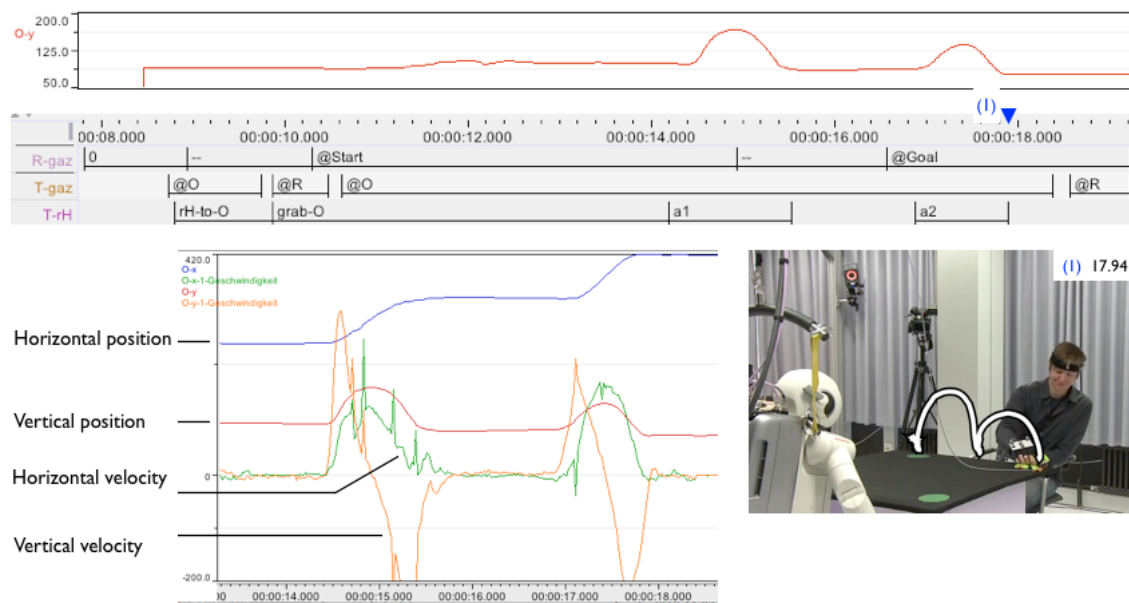 200.0
O-y
125.0
50.0
(I)
00:00:08.000 00:00:10.000 00:00:12.000 00:00:14.000 00:00:16.000 00:00:18.000
R-gaz 0 -- @Start -- @Goal
T-gaz @O @R @O @R
T-rH rH-to-O grab-O a1 a2
420.0
O-x
O-x-1-Geschwindigkeit
O-y
O-y-1-Geschwindigkeit
(I) 17.94
Horizontal position
Vertical position
0
Horizontal velocity
Vertical velocity
-200.0
00 00:00:14.000 00:00:15.000 00:00:16.000 00:00:17.000 00:00:18.000